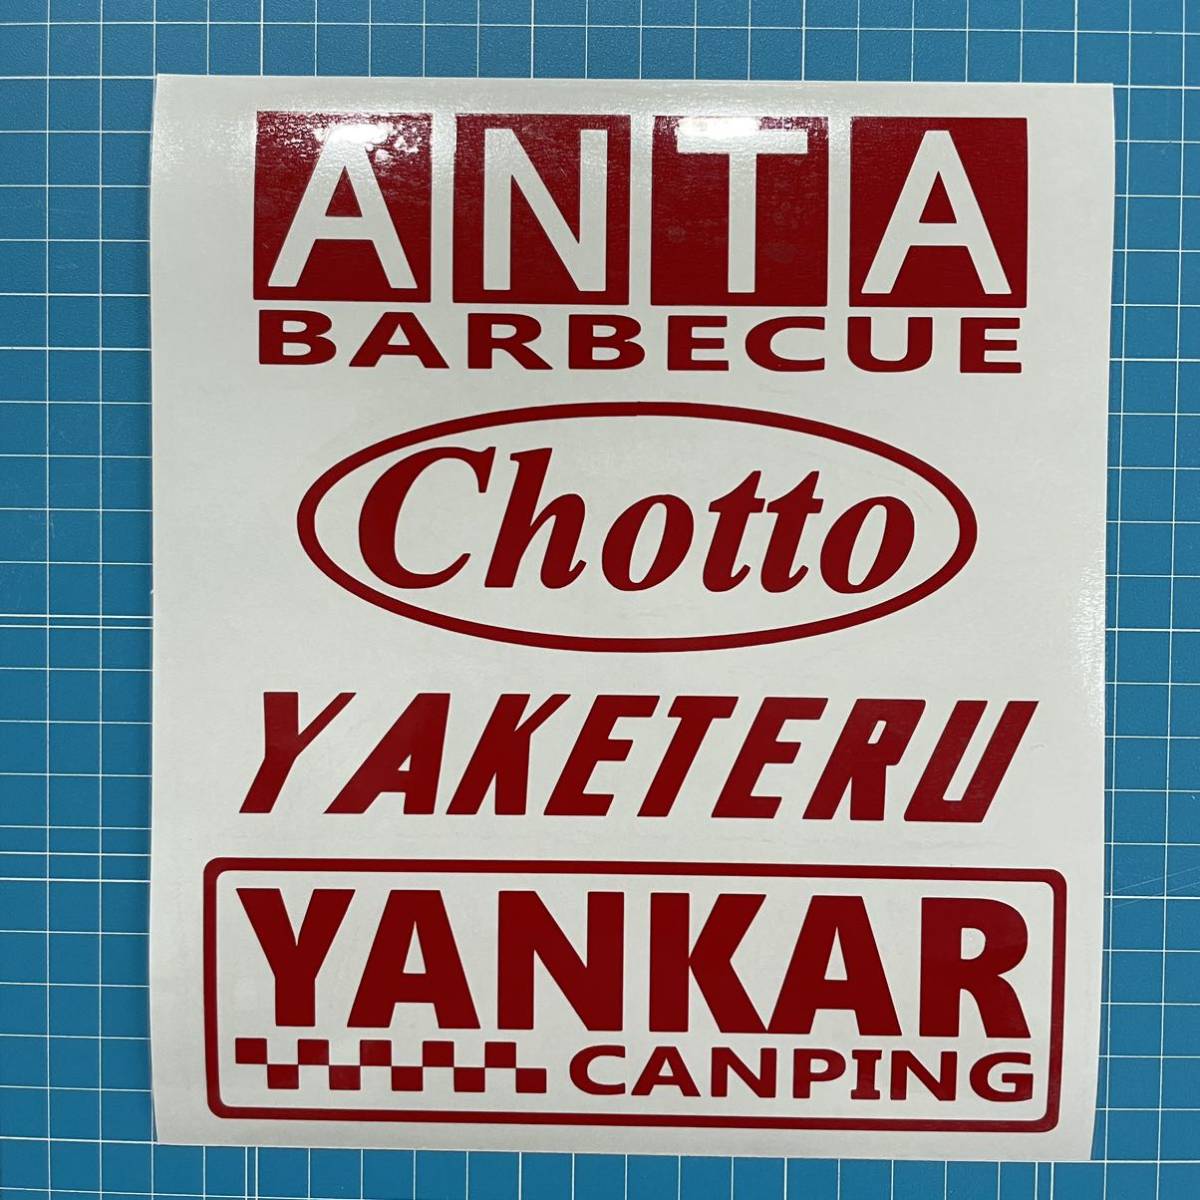 ANTA
BARBECUE
Chotto
YAKETERU
YANKAR
CANPING